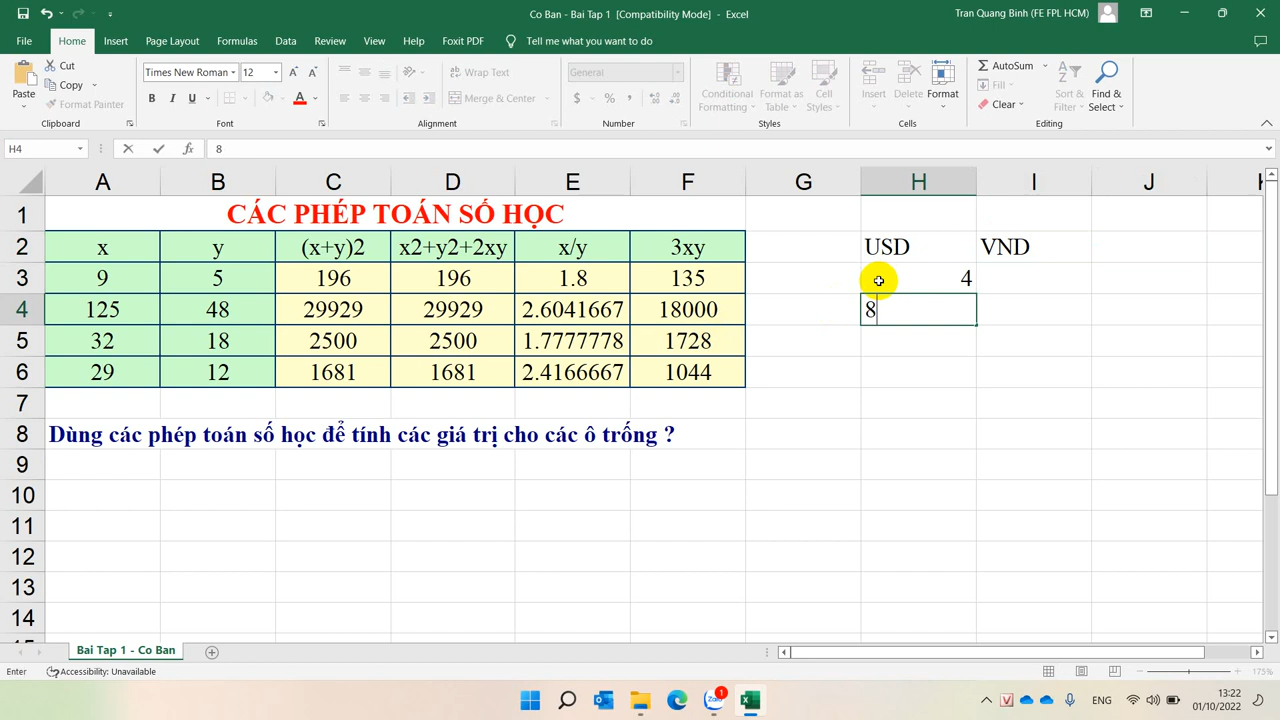 Co Ban - Bai Tap 1 [Compatibility Mode] - Excel
Tran Quang Binh (FE FPL HCM)
File Home Insert Page Layout Formulas Data Review View Help Foxit PDF Tell me what you want to do
Paste
Cut
Copy
Format Painter
Clipboard
Times New Roman 12
B I U
Font
Wrap Text
Merge & Center
Alignment
General
$ % ,
Number
Conditional Formatting
Format as Table
Cell Styles
Styles
Insert
Delete
Format
Cells
AutoSum
Fill
Clear
Sort & Filter
Find & Select
Editing
H4 fx 8
A B C D E F G H I J K
1 CÁC PHÉP TOÁN SỐ HỌC
2 x y (x+y)2 x2+y2+2xy x/y 3xy USD VND
3 9 5 196 196 1.8 135 4
4 125 48 29929 29929 2.6041667 18000 8
5 32 18 2500 2500 1.7777778 1728
6 29 12 1681 1681 2.4166667 1044
7
8 Dùng các phép toán số học để tính các giá trị cho các ô trống ?
9
10
11
12
13
14
15
Bai Tap 1 - Co Ban
Enter Accessibility: Unavailable 175%
Zalo 1
ENG
13:22
01/10/2022